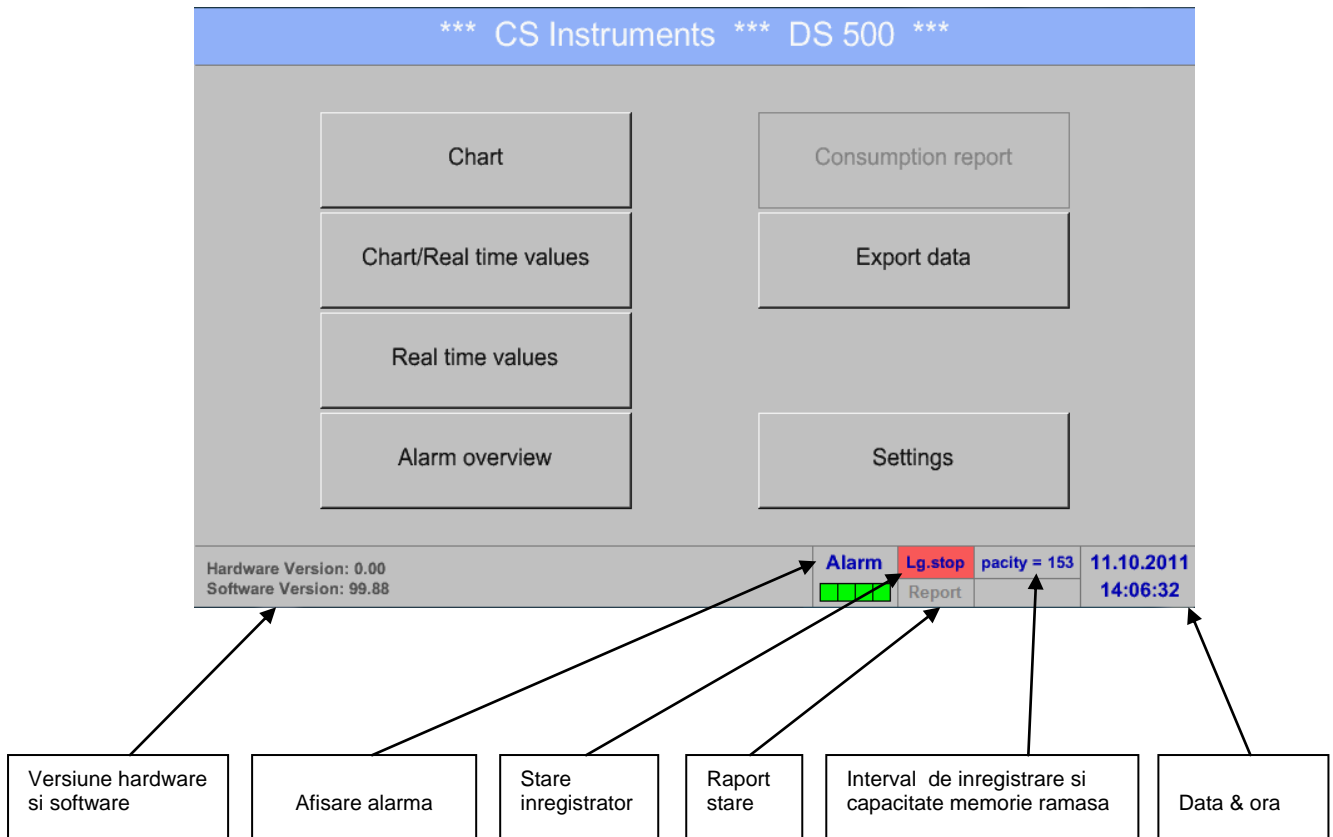 *** CS Instruments *** DS 500 ***
Chart
Consumption report
Chart/Real time values
Export data
Real time values
Alarm overview
Settings
Hardware Version: 0.00
Software Version: 99.88
Alarm
Lg.stop
pacity = 153
11.10.2011
Report
14:06:32
Versiune hardware
si software
Afisare alarma
Stare
inregistrator
Raport
stare
Interval de inregistrare si
capacitate memorie ramasa
Data & ora